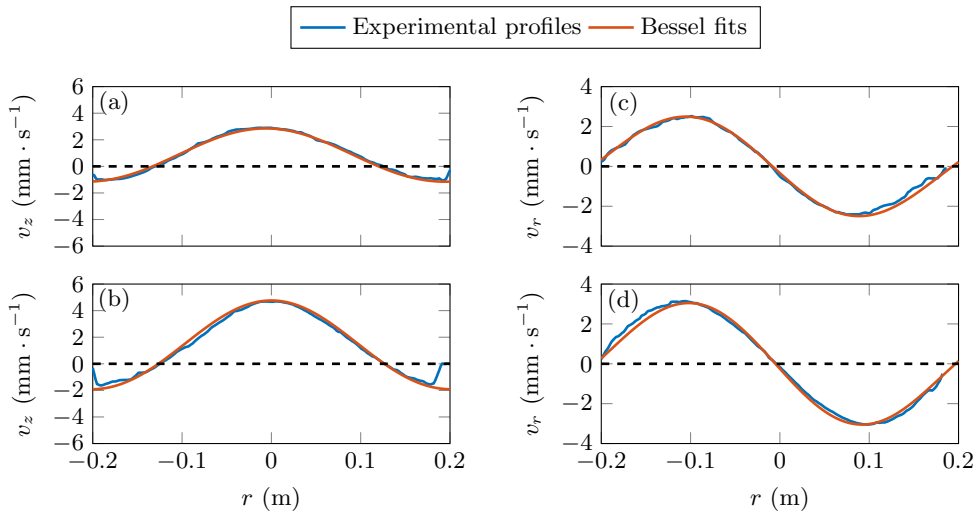 Experimental profiles Bessel fits
(a)
6
4
2
0
−2
−4
−6
v_z (mm · s⁻¹)
(c)
4
2
0
−2
−4
v_r (mm · s⁻¹)
(b)
6
4
2
0
−2
−4
−6
v_z (mm · s⁻¹)
−0.2 −0.1 0 0.1 0.2
r (m)
(d)
4
2
0
−2
−4
v_r (mm · s⁻¹)
−0.2 −0.1 0 0.1 0.2
r (m)